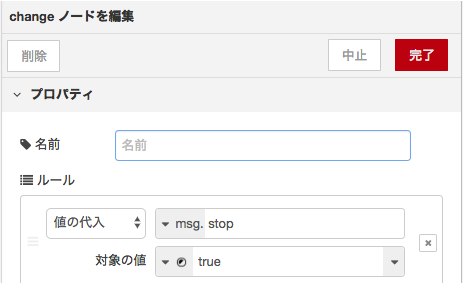 change ノードを編集
削除 中止 完了
プロパティ
名前 名前
ルール
値の代入 msg. stop
対象の値 true